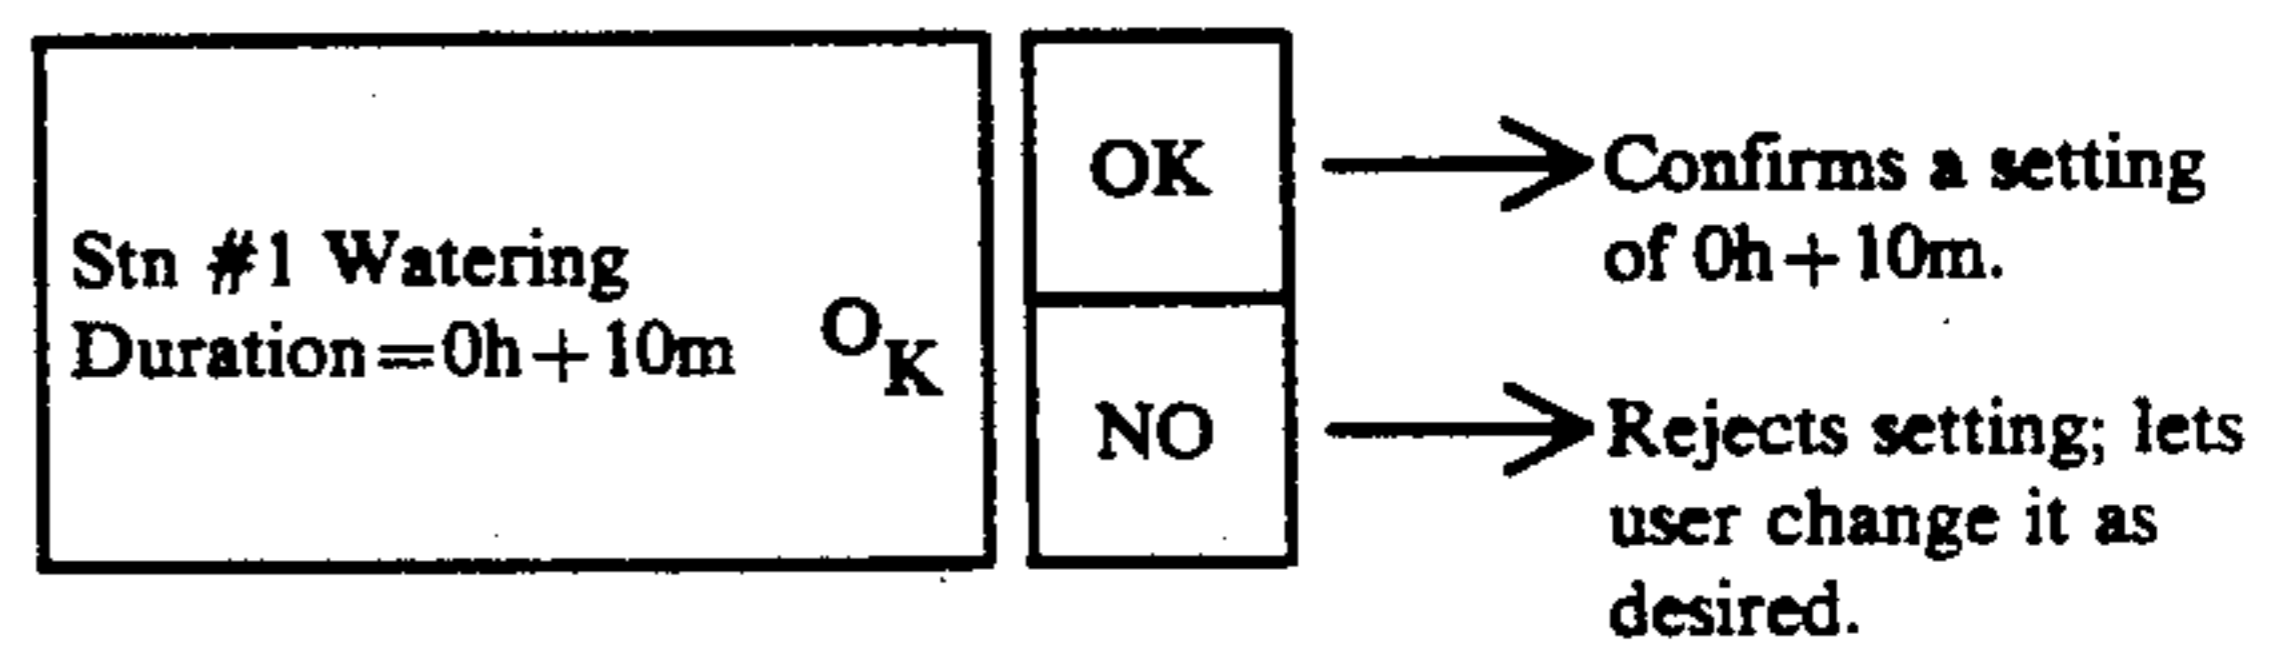 Stn #1 Watering
Duration=0h+10m OK
OK
NO
Confirms a setting
of 0h+10m.
Rejects setting; lets
user change it as
desired.